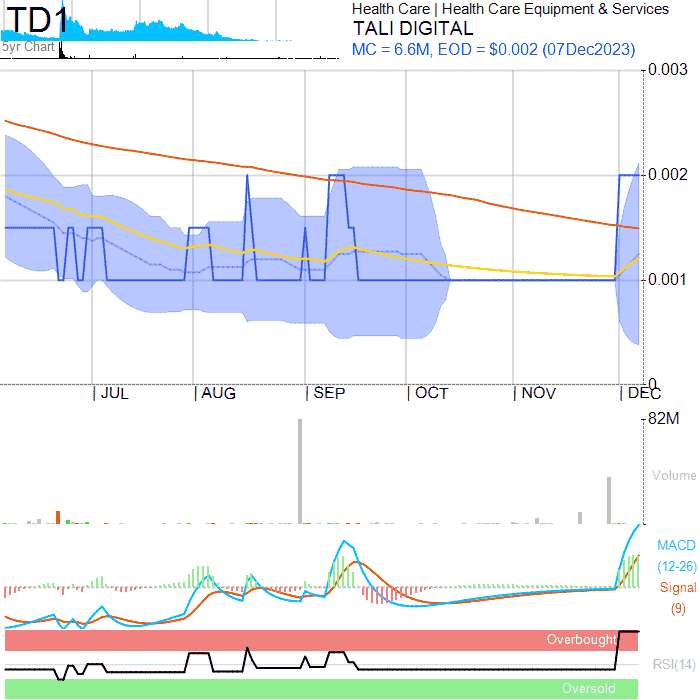 TD1
5yr Chart
Health Care | Health Care Equipment & Services
TALI DIGITAL
MC = 6.6M, EOD = $0.002 (07Dec2023)
0.003
0.002
0.001
0
JUL AUG SEP OCT NOV DEC
82M
Volume
MACD
(12-26)
Signal
(9)
Overbought
RSI(14)
Oversold